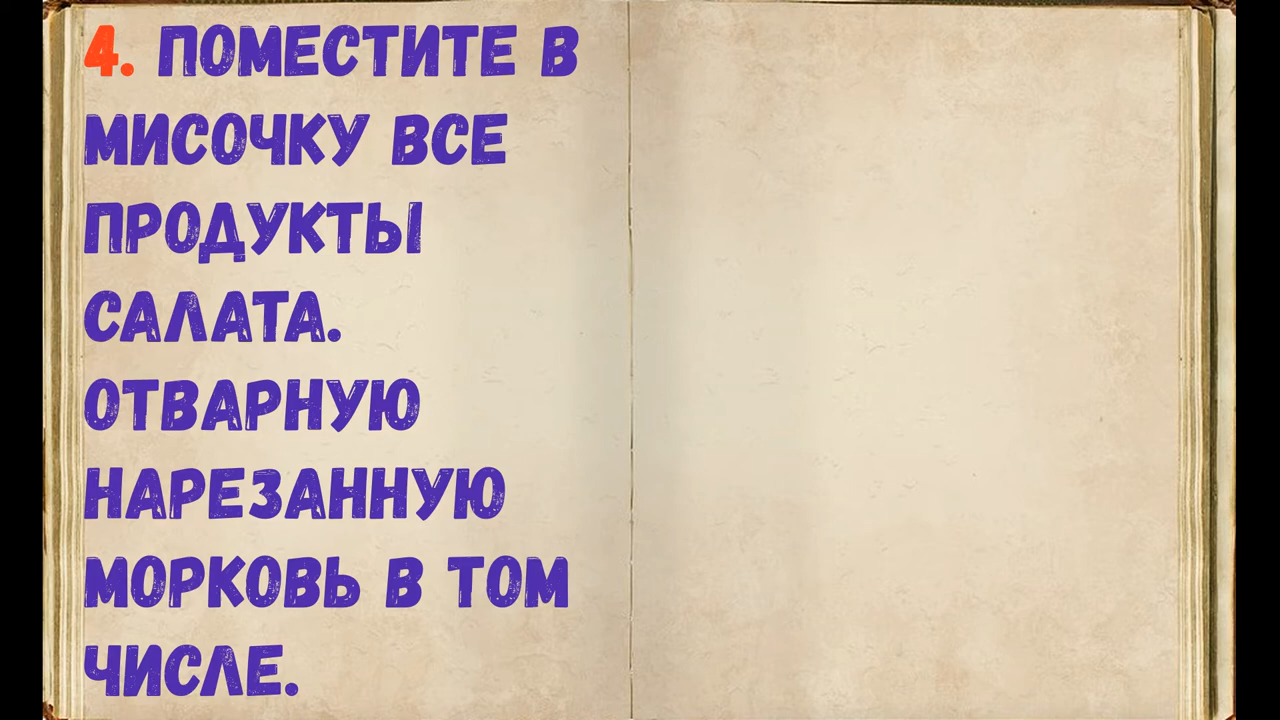 4. ПОМЕСТИТЕ В
МИСОЧКУ ВСЕ
ПРОДУКТЫ
САЛАТА.
ОТВАРНУЮ
НАРЕЗАННУЮ
МОРКОВЬ В ТОМ
ЧИСЛЕ.